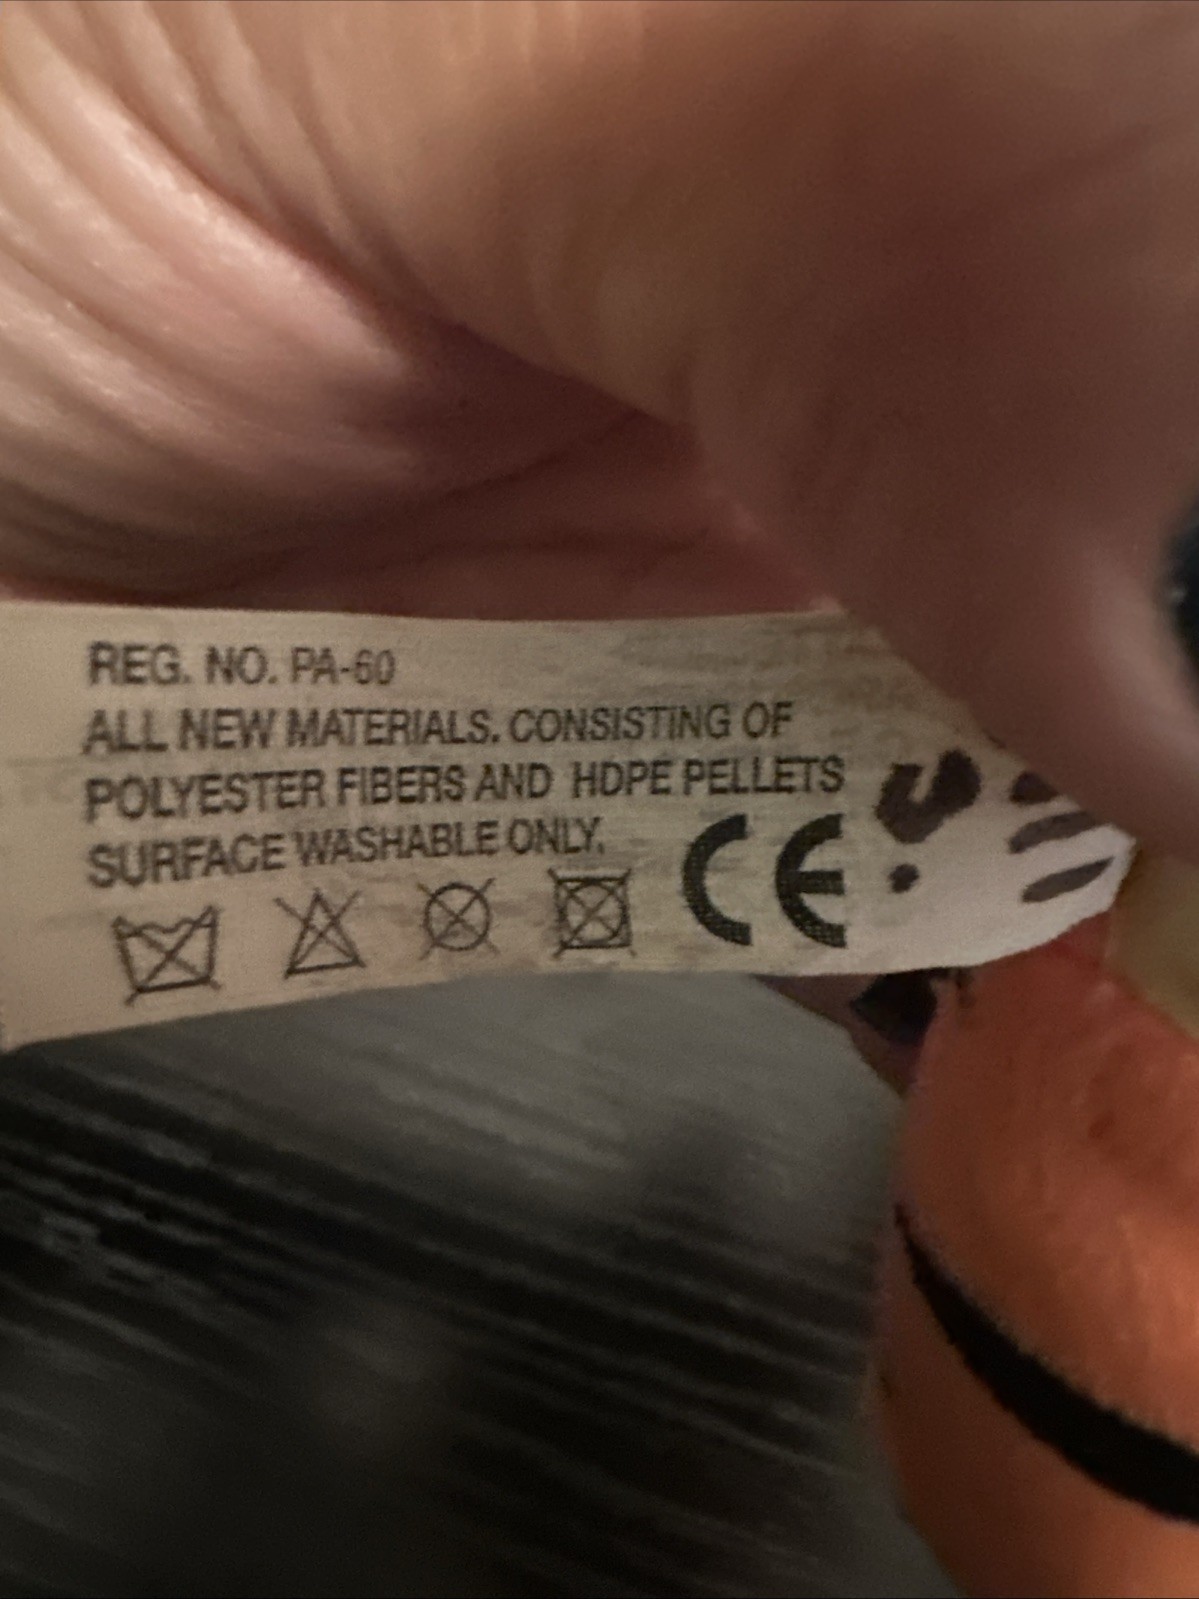 REG. NO. PA-60
ALL NEW MATERIALS. CONSISTING OF
POLYESTER FIBERS AND HDPE PELLETS
SURFACE WASHABLE ONLY.
CE